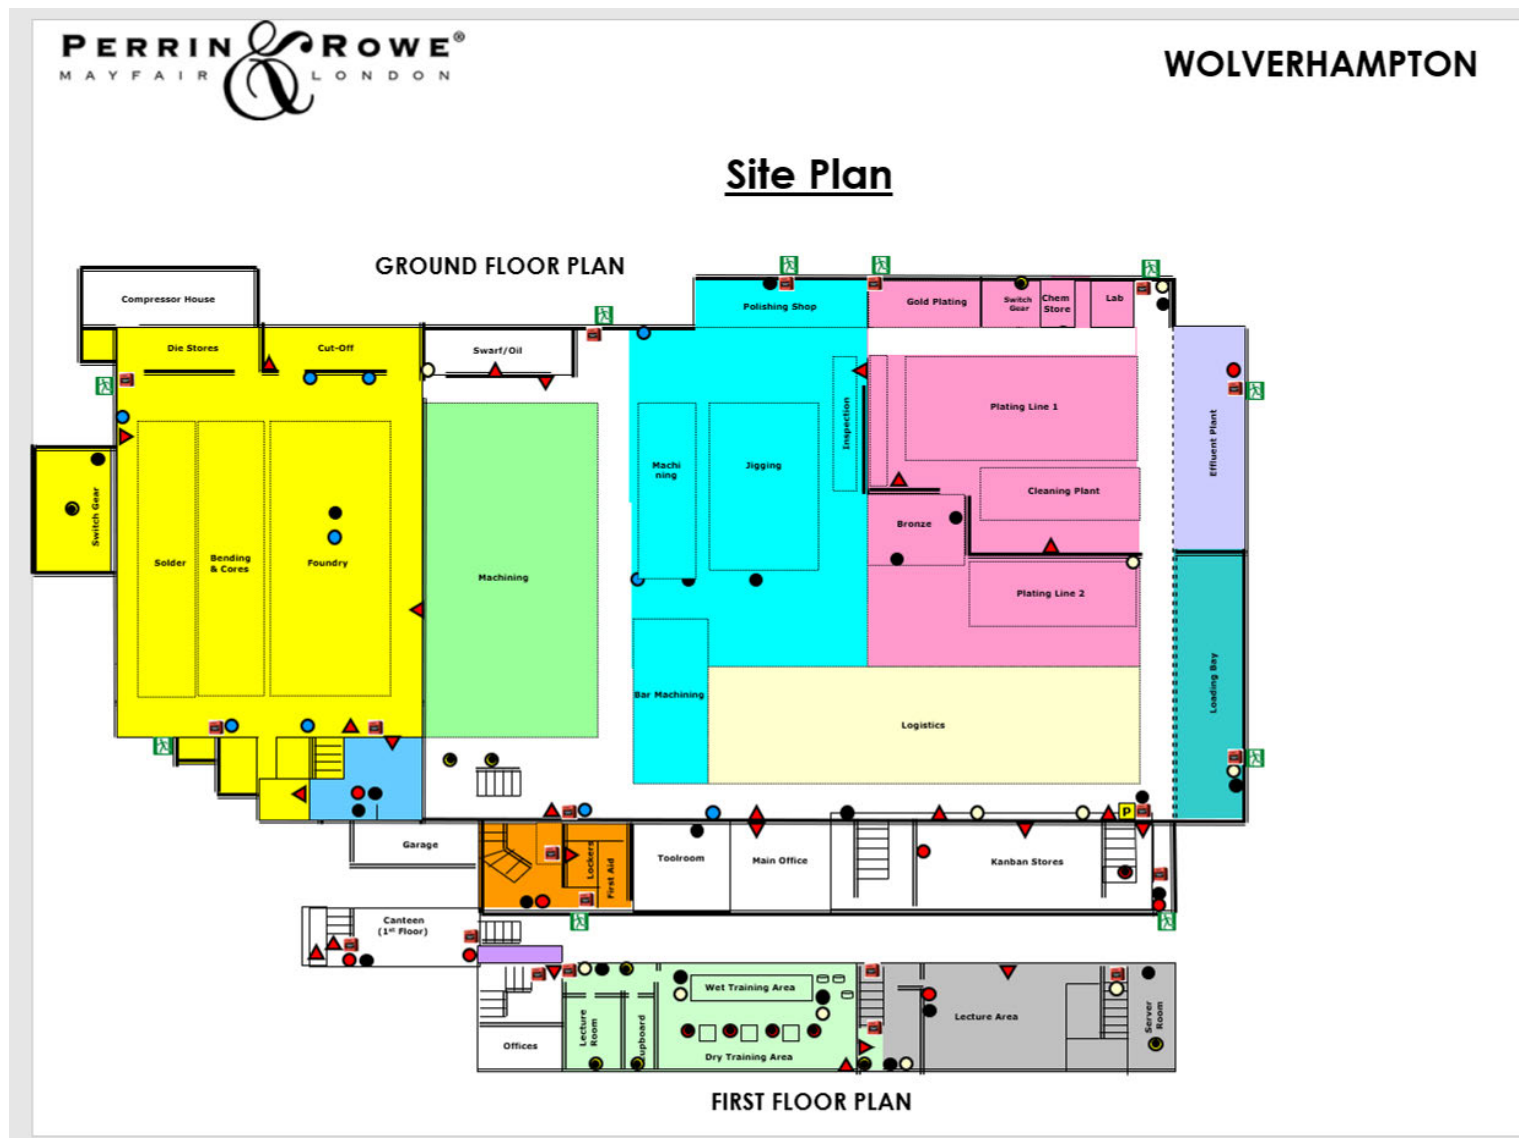 PERRIN & ROWE®
MAYFAIR LONDON
WOLVERHAMPTON
Site Plan
GROUND FLOOR PLAN
Compressor House
Die Stores
Cut-Off
Swarf/Oil
Polishing Shop
Gold Plating
Switch
Gear
Chem
Store
Lab
Switch Gear
Solder
Bending
& Cores
Foundry
Machining
Machi
ning
Jigging
Inspection
Plating Line 1
Cleaning Plant
Bronze
Plating Line 2
Effluent Plant
Bar Machining
Logistics
Loading Bay
P
Garage
Lockers
First Aid
Toolroom
Main Office
Kanban Stores
Canteen
(1st Floor)
Offices
Lecture
Room
upboard
Wet Training Area
Dry Training Area
Lecture Area
Server
Room
FIRST FLOOR PLAN